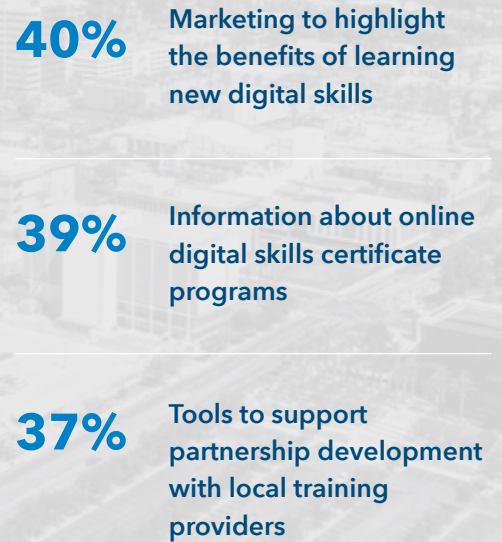 40%
Marketing to highlight
the benefits of learning
new digital skills
39%
Information about online
digital skills certificate
programs
37%
Tools to support
partnership development
with local training
providers